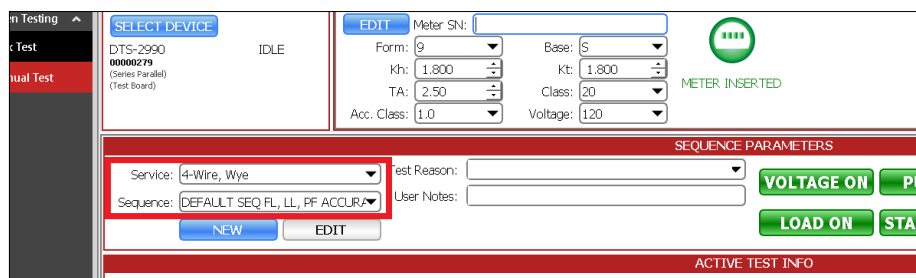 en Testing
k Test
nual Test
SELECT DEVICE
DTS-2990 IDLE
00000279
(Series Parallel)
(Test Board)
EDIT Meter SN:
Form: 9 Base: S
Kh: 1.800 Kt: 1.800
TA: 2.50 Class: 20
Acc. Class: 1.0 Voltage: 120
METER INSERTED
SEQUENCE PARAMETERS
Service: 4-Wire, Wye Test Reason:
Sequence: DEFAULT SEQ FL, LL, PF ACCURA User Notes:
NEW EDIT
VOLTAGE ON P
LOAD ON STA
ACTIVE TEST INFO